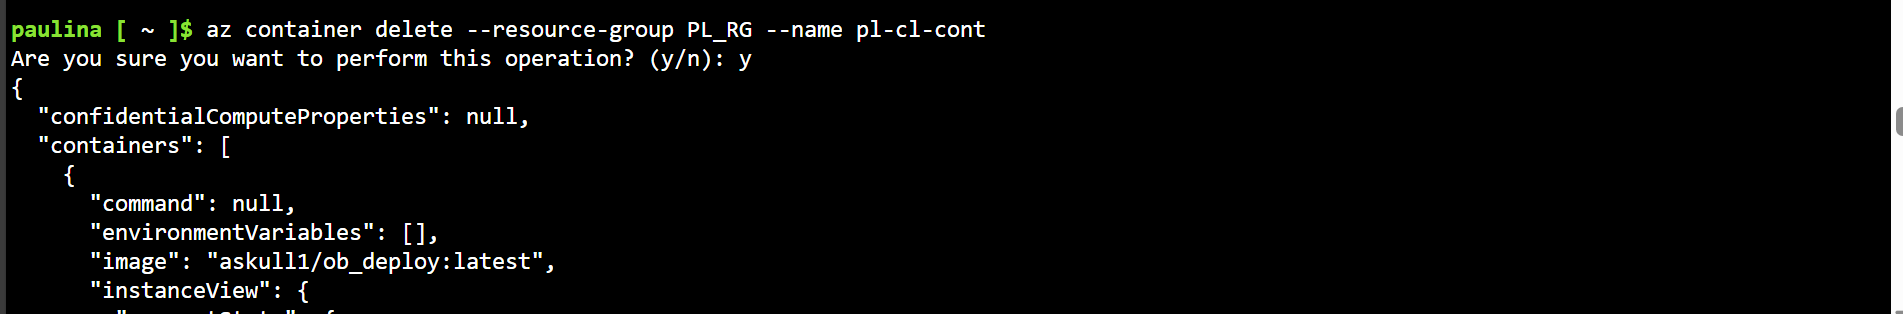 paulina [ ~ ]$ az container delete --resource-group PL_RG --name pl-cl-cont
Are you sure you want to perform this operation? (y/n): y
{
  "confidentialComputeProperties": null,
  "containers": [
    {
      "command": null,
      "environmentVariables": [],
      "image": "askull1/ob_deploy:latest",
      "instanceView": {